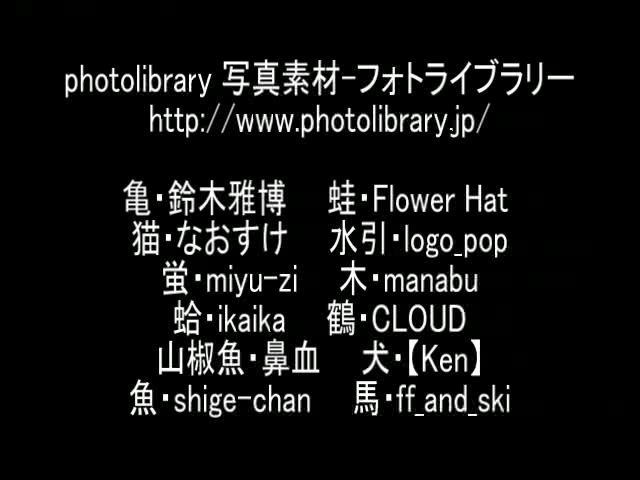 photolibrary 写真素材-フォトライブラリー
http://www.photolibrary.jp/
亀・鈴木雅博 蛙・Flower Hat
猫・なおすけ 水引・logo_pop
蛍・miyu-zi 木・manabu
蛤・ikaika 鶴・CLOUD
山椒魚・鼻血 犬・【Ken】
魚・shige-chan 馬・ff_and_ski